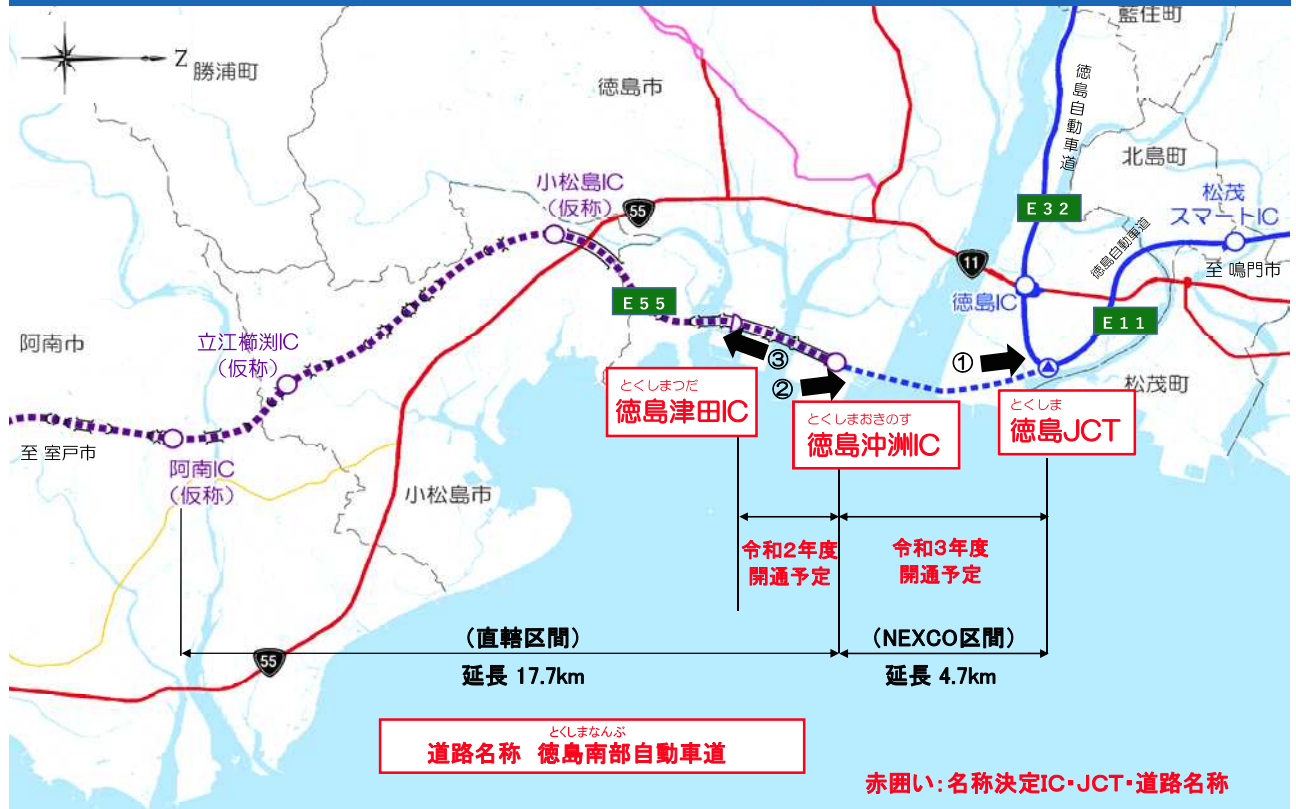 藍住町
Z
勝浦町
徳島市
徳島自動車道
北島町
小松島IC
(仮称)
55
E32
松茂
スマートIC
徳島自動車道
11
至 鳴門市
徳島IC
E55
E11
阿南市
立江櫛渕IC
(仮称)
③
①
②
松茂町
とくしまつだ
徳島津田IC
とくしまおきのす
徳島沖洲IC
とくしま
徳島JCT
至 室戸市
阿南IC
(仮称)
小松島市
令和2年度
開通予定
令和3年度
開通予定
(直轄区間)
(NEXCO区間)
55
延長 17.7km
延長 4.7km
とくしまなんぶ
道路名称 徳島南部自動車道
赤囲い:名称決定IC・JCT・道路名称